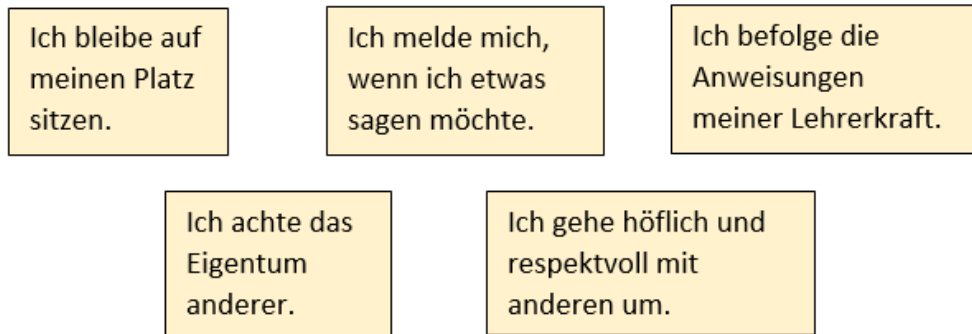 Ich bleibe auf
meinen Platz
sitzen.
Ich melde mich,
wenn ich etwas
sagen möchte.
Ich befolge die
Anweisungen
meiner Lehrerkraft.
Ich achte das
Eigentum
anderer.
Ich gehe höflich und
respektvoll mit
anderen um.